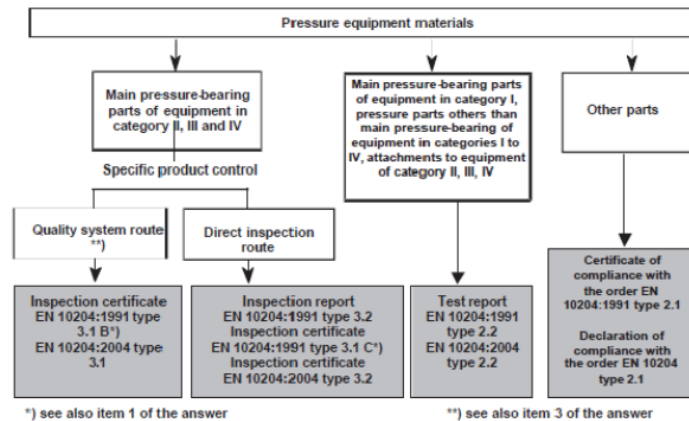 Pressure equipment materials
Main pressure-bearing
parts of equipment in
category II, III and IV
Main pressure-bearing parts
of equipment in category I,
pressure parts others than
main pressure-bearing of
equipment in categories I to
IV, attachments to equipment
of category II, III, IV
Other parts
Specific product control
Quality system route
**)
Direct inspection
route
Inspection certificate
EN 10204:1991 type
3.1 B*)
EN 10204:2004 type
3.1
Inspection report
EN 10204:1991 type 3.2
Inspection certificate
EN 10204:1991 type 3.1 C*)
Inspection certificate
EN 10204:2004 type 3.2
Test report
EN 10204:1991
type 2.2
EN 10204:2004
type 2.2
Certificate of
compliance with
the order EN
10204:1991 type 2.1
Declaration of
compliance with
the order EN 10204
type 2.1
*) see also item 1 of the answer
**) see also item 3 of the answer